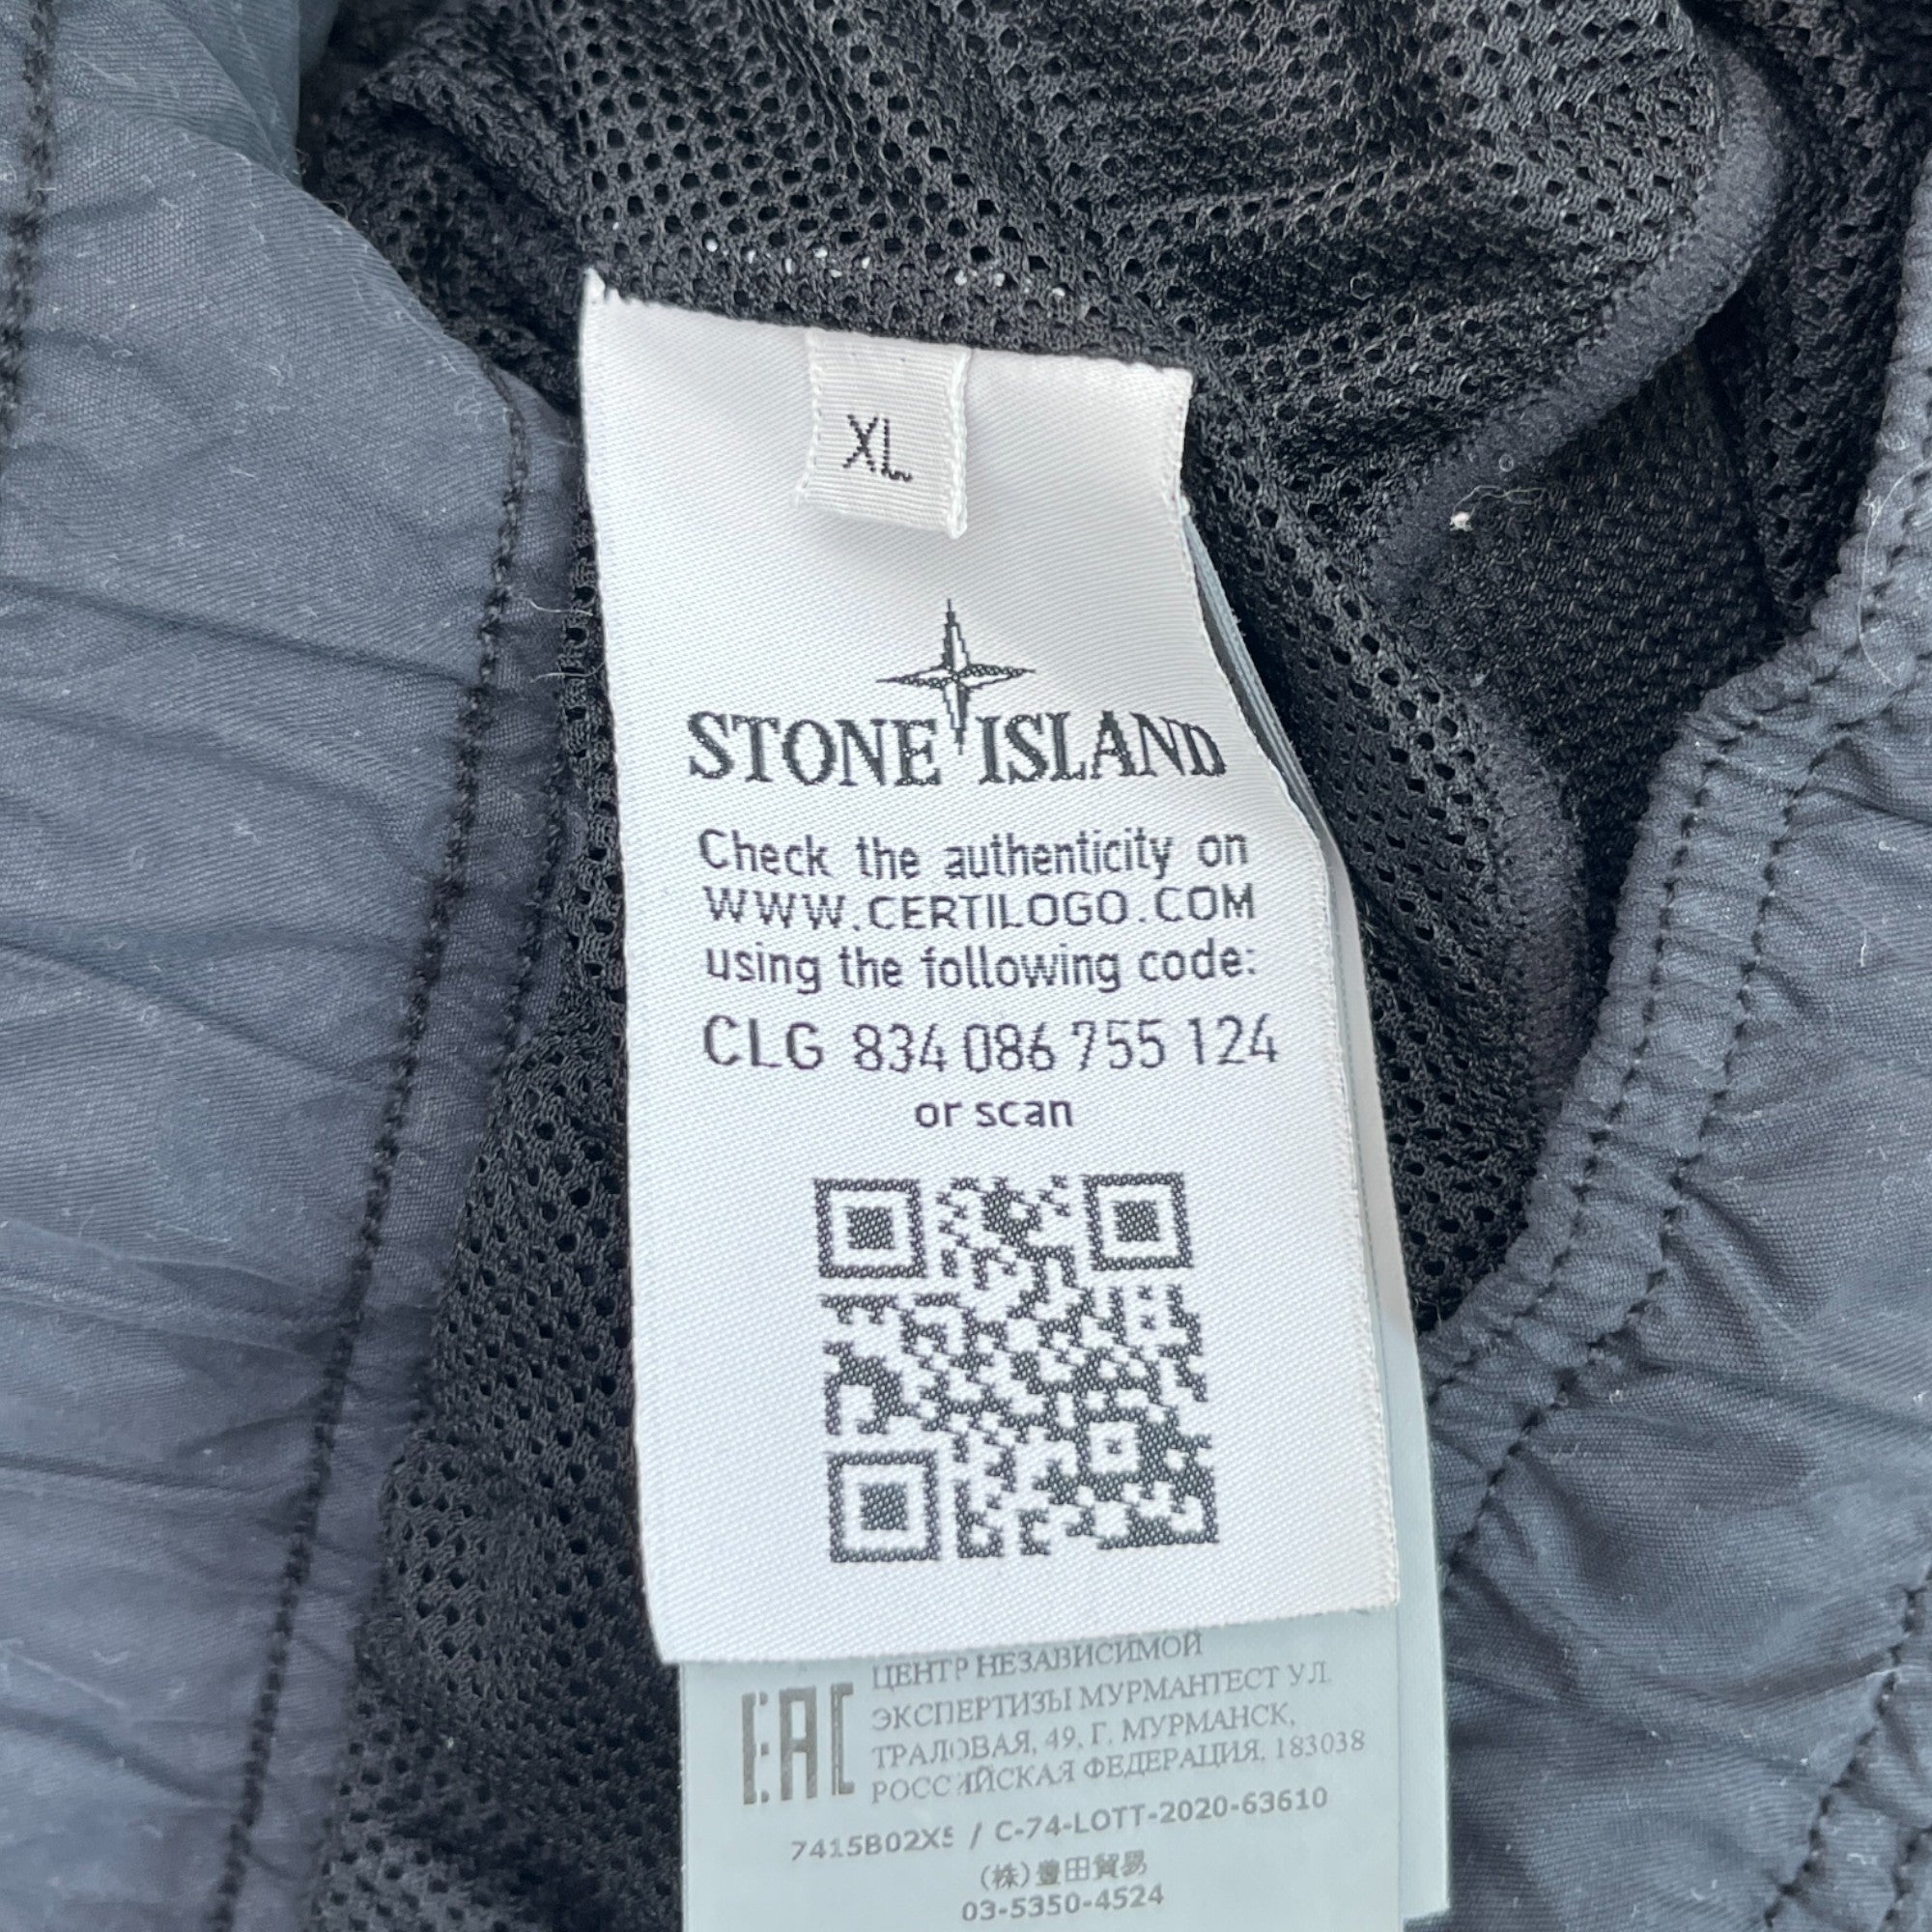 XL
STONE ISLAND
Check the authenticity on
WWW.CERTILOGO.COM
using the following code:
CLG 834 086 755 124
or scan
EAC
ЦЕНТР НЕЗАВИСИМОЙ
ЭКСПЕРТИЗЫ МУРМАНТЕСТ УЛ.
ТРАЛОВАЯ, 49, Г. МУРМАНСК,
РОССИЙСКАЯ ФЕДЕРАЦИЯ, 183038
7415B02X5 / C-74-LOTT-2020-63610
(株)豊田貿易
03-5350-4524